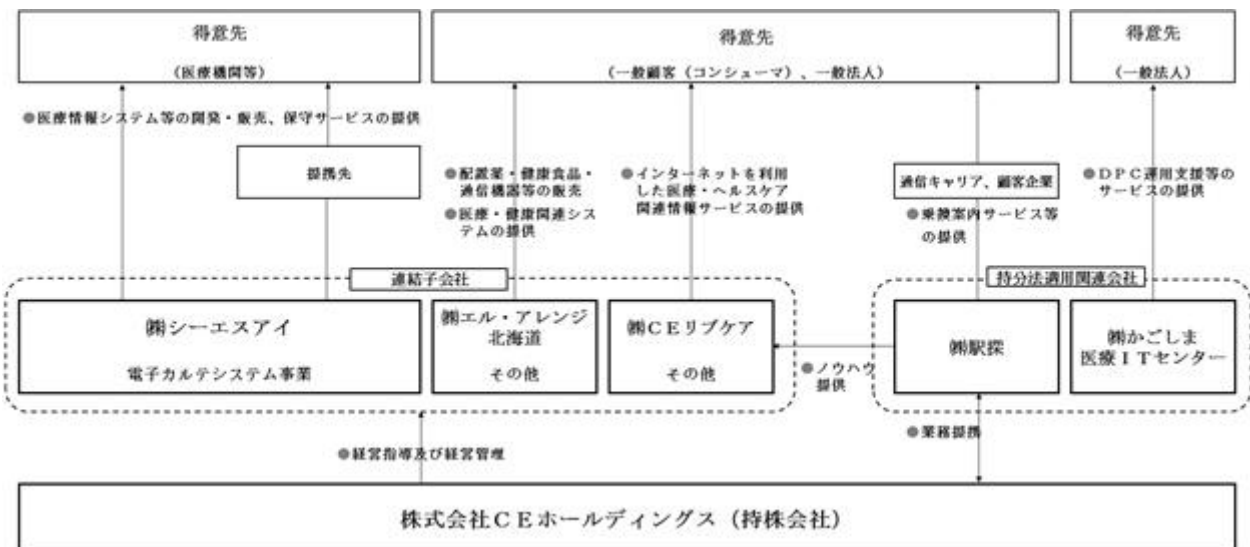 得意先
(医療機関等)
得意先
(一般顧客(コンシューマ)、一般法人)
得意先
(一般法人)
●医療情報システム等の開発・販売、保守サービスの提供
提携先
●配置薬・健康食品・
通信機器等の販売
●医療・健康関連シス
テムの提供
●インターネットを利用
した医療・ヘルスケア
関連情報サービスの提供
通信キャリア、顧客企業
●乗換案内サービス等
の提供
●DPC運用支援等の
サービスの提供
連結子会社
持分法適用関連会社
㈱シーエスアイ
電子カルテシステム事業
㈱エル・アレンジ
北海道
その他
㈱CEリブケア
その他
●ノウハウ
提供
㈱駅探
㈱かごしま
医療ITセンター
●業務提携
●経営指導及び経営管理
株式会社CEホールディングス(持株会社)